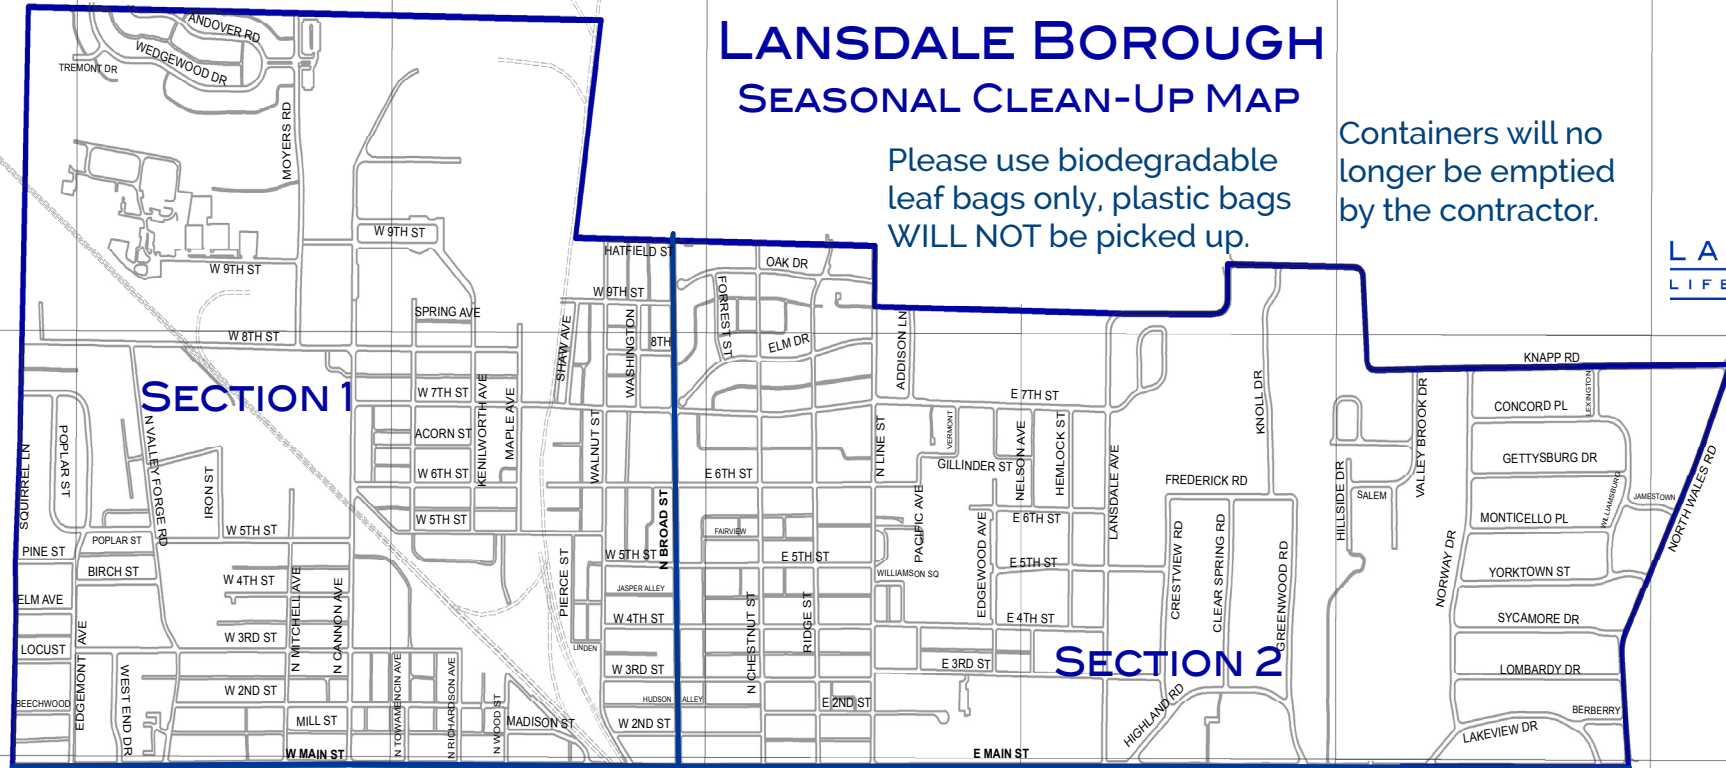 LANSDALE BOROUGH
SEASONAL CLEAN-UP MAP
Please use biodegradable
leaf bags only, plastic bags
WILL NOT be picked up.
Containers will no
longer be emptied
by the contractor.
LA
LIFE
ANDOVER RD
WEDGEWOOD DR
TREMONT DR
MOYERS RD
W 9TH ST
W 9TH ST
HATFIELD ST
W 9TH ST
OAK DR
FORREST ST
SPRING AVE
W 8TH ST
SHAW AVE
WASHINGTON
8TH
ELM DR
ADDISON LN
KNAPP RD
SECTION 1
W 7TH ST
KENILWORTH AVE
MAPLE AVE
E 7TH ST
KNOLL DR
VALLEY BROOK DR
CONCORD PL
LEXINGTON
SQUIRREL LN
POPLAR ST
N VALLEY FORGE RD
IRON ST
ACORN ST
W 6TH ST
WALNUT ST
E 6TH ST
N LINE ST
VERMONT
GILLINDER ST
NELSON AVE
HEMLOCK ST
LANSDALE AVE
FREDERICK RD
HILLSIDE DR
SALEM
GETTYSBURG DR
WILLIAMSBURG
JAMESTOWN
NORTH WALES RD
W 5TH ST
W 5TH ST
N BROAD ST
FAIRVIEW
PACIFIC AVE
E 6TH ST
MONTICELLO PL
PINE ST
POPLAR ST
BIRCH ST
PIERCE ST
W 5TH ST
E 5TH ST
EDGEWOOD AVE
E 5TH ST
WILLIAMSON SQ
CRESTVIEW RD
CLEAR SPRING RD
GREENWOOD RD
NORWAY DR
YORKTOWN ST
W 4TH ST
N MITCHELL AVE
N CANNON AVE
JASPER ALLEY
ELM AVE
W 4TH ST
N CHESTNUT ST
RIDGE ST
E 4TH ST
SYCAMORE DR
W 3RD ST
LOCUST
EDGEMONT AVE
WEST END DR
LINDEN
W 3RD ST
E 3RD ST
SECTION 2
LOMBARDY DR
W 2ND ST
N TOWAMENCIN AVE
N RICHARDSON AVE
N WOOD ST
HUDSON ALLEY
E 2ND ST
HIGHLAND RD
BEECHWOOD
MILL ST
MADISON ST
W 2ND ST
BERBERRY
LAKEVIEW DR
W MAIN ST
E MAIN ST